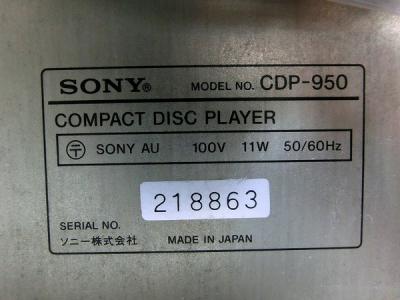 SONY® MODEL NO. CDP-950
COMPACT DISC PLAYER
〒 SONY AU 100V 11W 50/60Hz
218863
SERIAL NO.
ソニー株式会社 MADE IN JAPAN